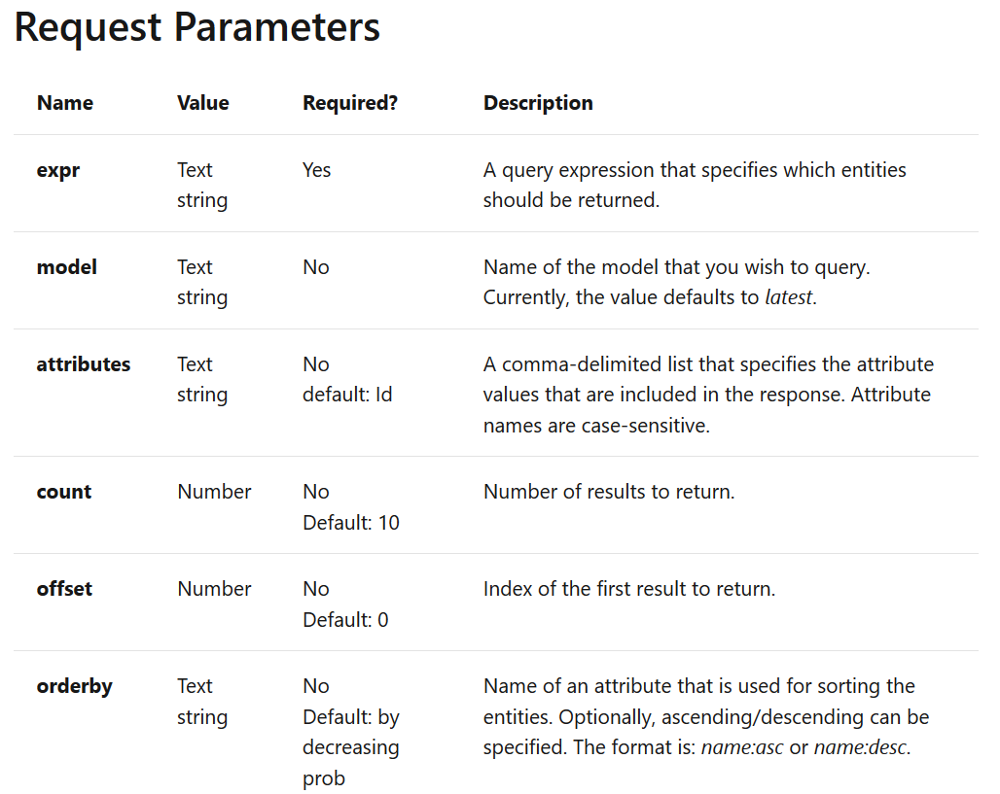 Request Parameters
Name Value Required? Description
expr Text string Yes A query expression that specifies which entities should be returned.
model Text string No Name of the model that you wish to query. Currently, the value defaults to latest.
attributes Text string No default: Id A comma-delimited list that specifies the attribute values that are included in the response. Attribute names are case-sensitive.
count Number No Default: 10 Number of results to return.
offset Number No Default: 0 Index of the first result to return.
orderby Text string No Default: by decreasing prob Name of an attribute that is used for sorting the entities. Optionally, ascending/descending can be specified. The format is: name:asc or name:desc.